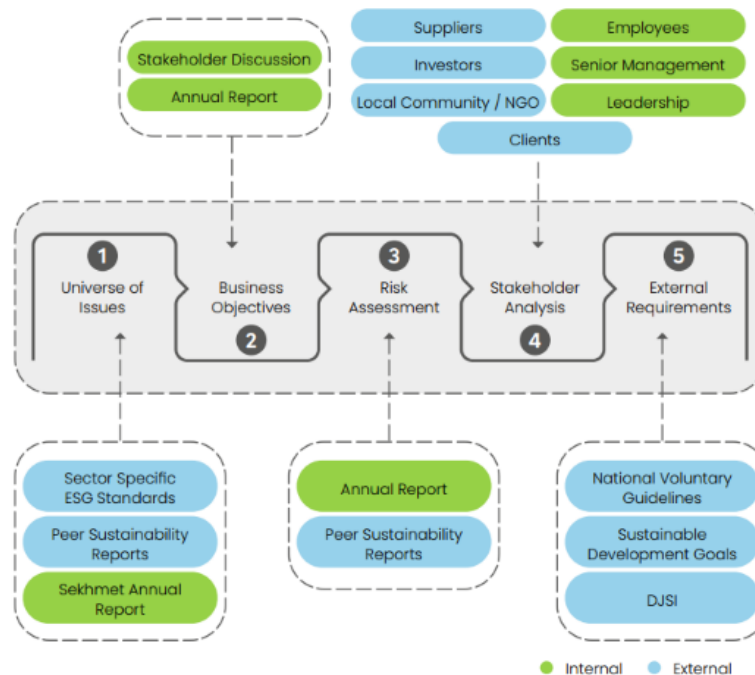 Stakeholder Discussion
Annual Report
Suppliers
Employees
Investors
Senior Management
Local Community / NGO
Leadership
Clients
1
Universe of
Issues
Business
Objectives
2
3
Risk
Assessment
Stakeholder
Analysis
4
5
External
Requirements
Sector Specific
ESG Standards
Peer Sustainability
Reports
Sekhmet Annual
Report
Annual Report
Peer Sustainability
Reports
National Voluntary
Guidelines
Sustainable
Development Goals
DJSI
Internal
External